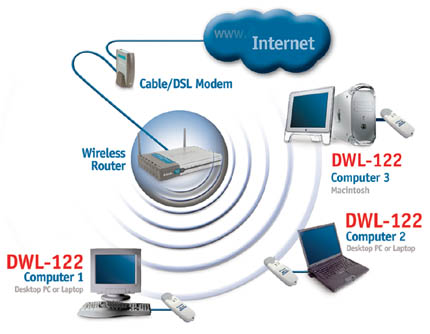 www.
Internet
Cable/DSL Modem
Wireless
Router
DWL-122
Computer 3
Macintosh
DWL-122
Computer 2
Desktop PC or Laptop
DWL-122
Computer 1
Desktop PC or Laptop